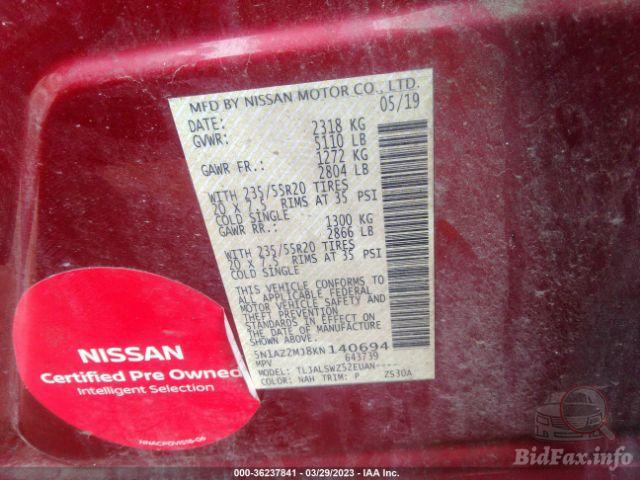 MFD BY NISSAN MOTOR CO., LTD.
DATE: 05/19
GVWR: 2318 KG
5110 LB
GAWR FR.: 1272 KG
2804 LB
WITH 235/55R20 TIRES
20 X 7.5 RIMS AT 35 PSI
COLD SINGLE
GAWR RR.: 1300 KG
2866 LB
WITH 235/55R20 TIRES
20 X 7.5 RIMS AT 35 PSI
COLD SINGLE
THIS VEHICLE CONFORMS TO
ALL APPLICABLE FEDERAL
MOTOR VEHICLE SAFETY AND
THEFT PREVENTION
STANDARDS IN EFFECT ON
THE DATE OF MANUFACTURE
SHOWN ABOVE.
5N1AZ2MJ8KN140694
MPV 643739
MODEL: TLJALSWZ52EUAN----
COLOR: NAH TRIM: P ZS30A
NISSAN
Certified Pre Owned
Intelligent Selection
000-36237841 - 03/29/2023 - IAA Inc.
BidFax.info